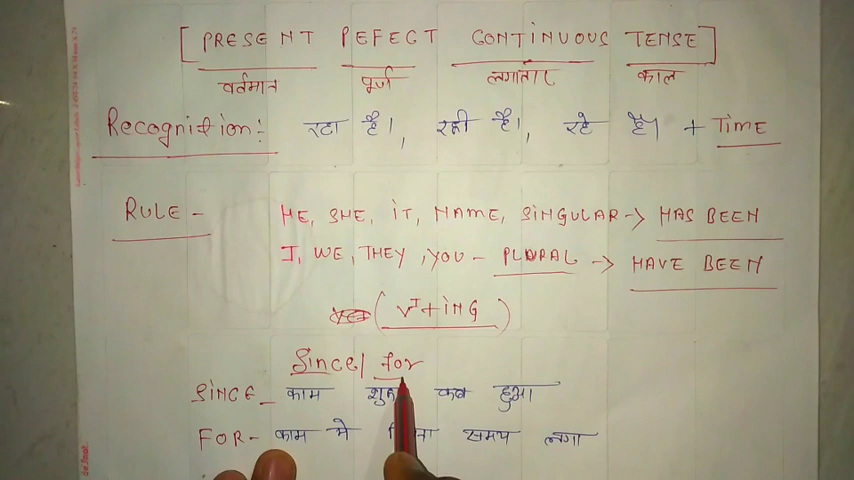 [ PRESENT PEFECT CONTINUOUS TENSE ]
वर्तमान पूर्ण लगातार काल
Recognition:- रहा है।, रही है।, रहे है। + TIME
RULE - HE, SHE, IT, NAME, SINGULAR -> HAS BEEN
I, WE, THEY, YOU - PLURAL -> HAVE BEEN
(V^I + ING)
Since/ for
SINCE - काम कब हुआ
FOR - काम मे समय लगा